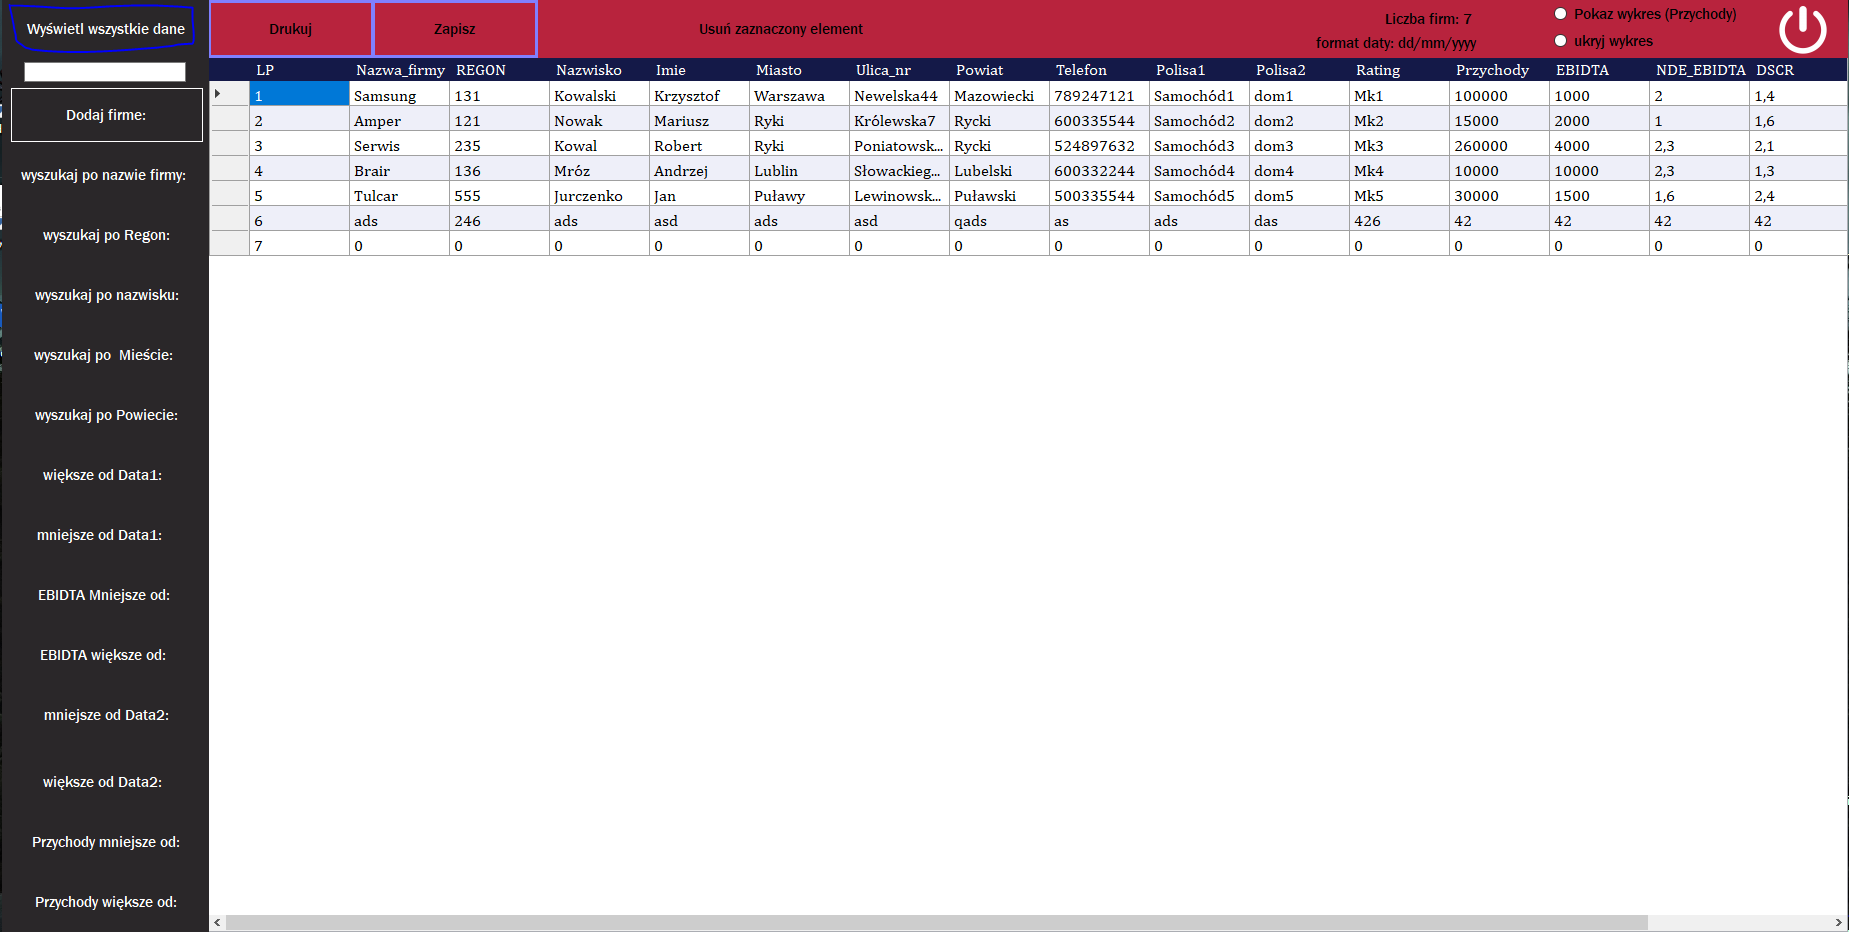 Wyświetl wszystkie dane
Dodaj firme:
wyszukaj po nazwie firmy:
wyszukaj po Regon:
wyszukaj po nazwisku:
wyszukaj po  Mieście:
wyszukaj po Powiecie:
większe od Data1:
mniejsze od Data1:
EBIDTA Mniejsze od:
EBIDTA większe od:
mniejsze od Data2:
większe od Data2:
Przychody mniejsze od:
Przychody większe od:
Drukuj Zapisz Usuń zaznaczony element
Liczba firm: 7
format daty: dd/mm/yyyy
Pokaz wykres (Przychody)
ukryj wykres
LP Nazwa_firmy REGON Nazwisko Imie Miasto Ulica_nr Powiat Telefon Polisa1 Polisa2 Rating Przychody EBIDTA NDE_EBIDTA DSCR
1 Samsung 131 Kowalski Krzysztof Warszawa Newelska44 Mazowiecki 789247121 Samochód1 dom1 Mk1 100000 1000 2 1,4
2 Amper 121 Nowak Mariusz Ryki Królewska7 Rycki 600335544 Samochód2 dom2 Mk2 15000 2000 1 1,6
3 Serwis 235 Kowal Robert Ryki Poniatowsk... Rycki 524897632 Samochód3 dom3 Mk3 260000 4000 2,3 2,1
4 Brair 136 Mróz Andrzej Lublin Słowackieg... Lubelski 600332244 Samochód4 dom4 Mk4 10000 10000 2,3 1,3
5 Tulcar 555 Jurczenko Jan Puławy Lewinowsk... Puławski 500335544 Samochód5 dom5 Mk5 30000 1500 1,6 2,4
6 ads 246 ads asd ads asd qads as ads das 426 42 42 42 42
7 0 0 0 0 0 0 0 0 0 0 0 0 0 0 0